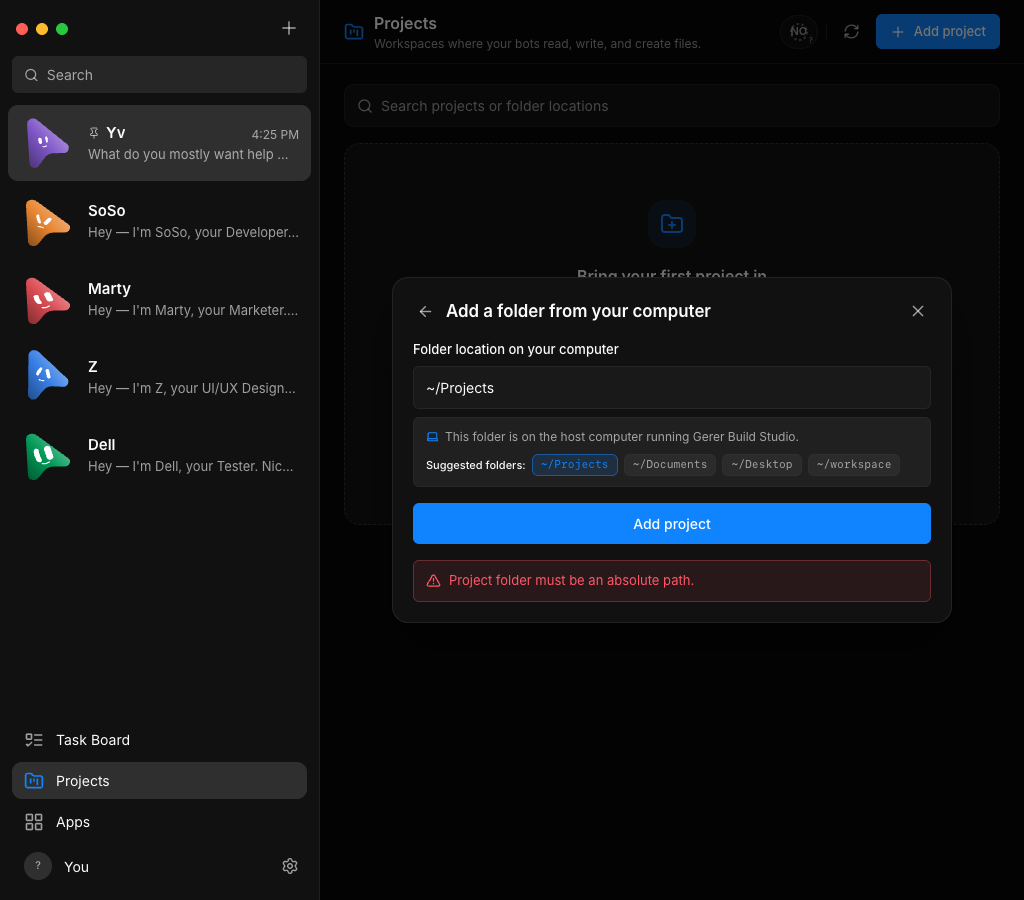 Search
Yv
4:25 PM
What do you mostly want help ...
SoSo
Hey — I'm SoSo, your Developer...
Marty
Hey — I'm Marty, your Marketer....
Z
Hey — I'm Z, your UI/UX Design...
Dell
Hey — I'm Dell, your Tester. Nic...
Task Board
Projects
Apps
?
You
Projects
Workspaces where your bots read, write, and create files.
Add project
Search projects or folder locations
Bring your first project in
Add a folder from your computer
Folder location on your computer
~/Projects
This folder is on the host computer running Gerer Build Studio.
Suggested folders: ~/Projects ~/Documents ~/Desktop ~/workspace
Add project
Project folder must be an absolute path.